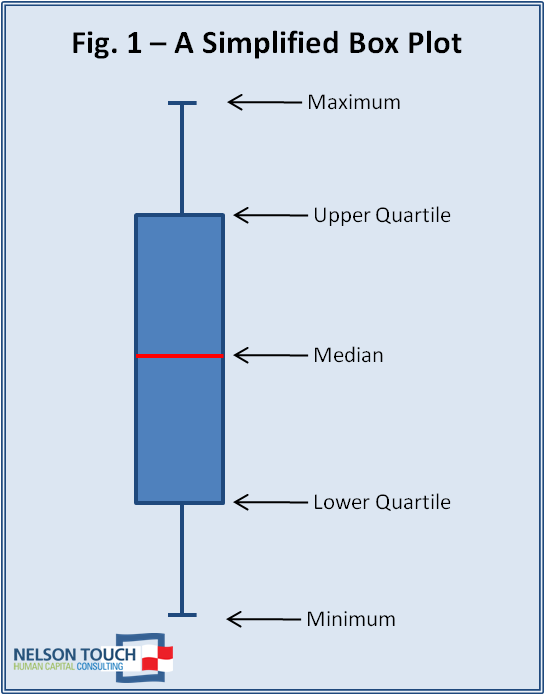 Fig. 1 – A Simplified Box Plot
Maximum
Upper Quartile
Median
Lower Quartile
Minimum
NELSON TOUCH
HUMAN CAPITAL CONSULTING